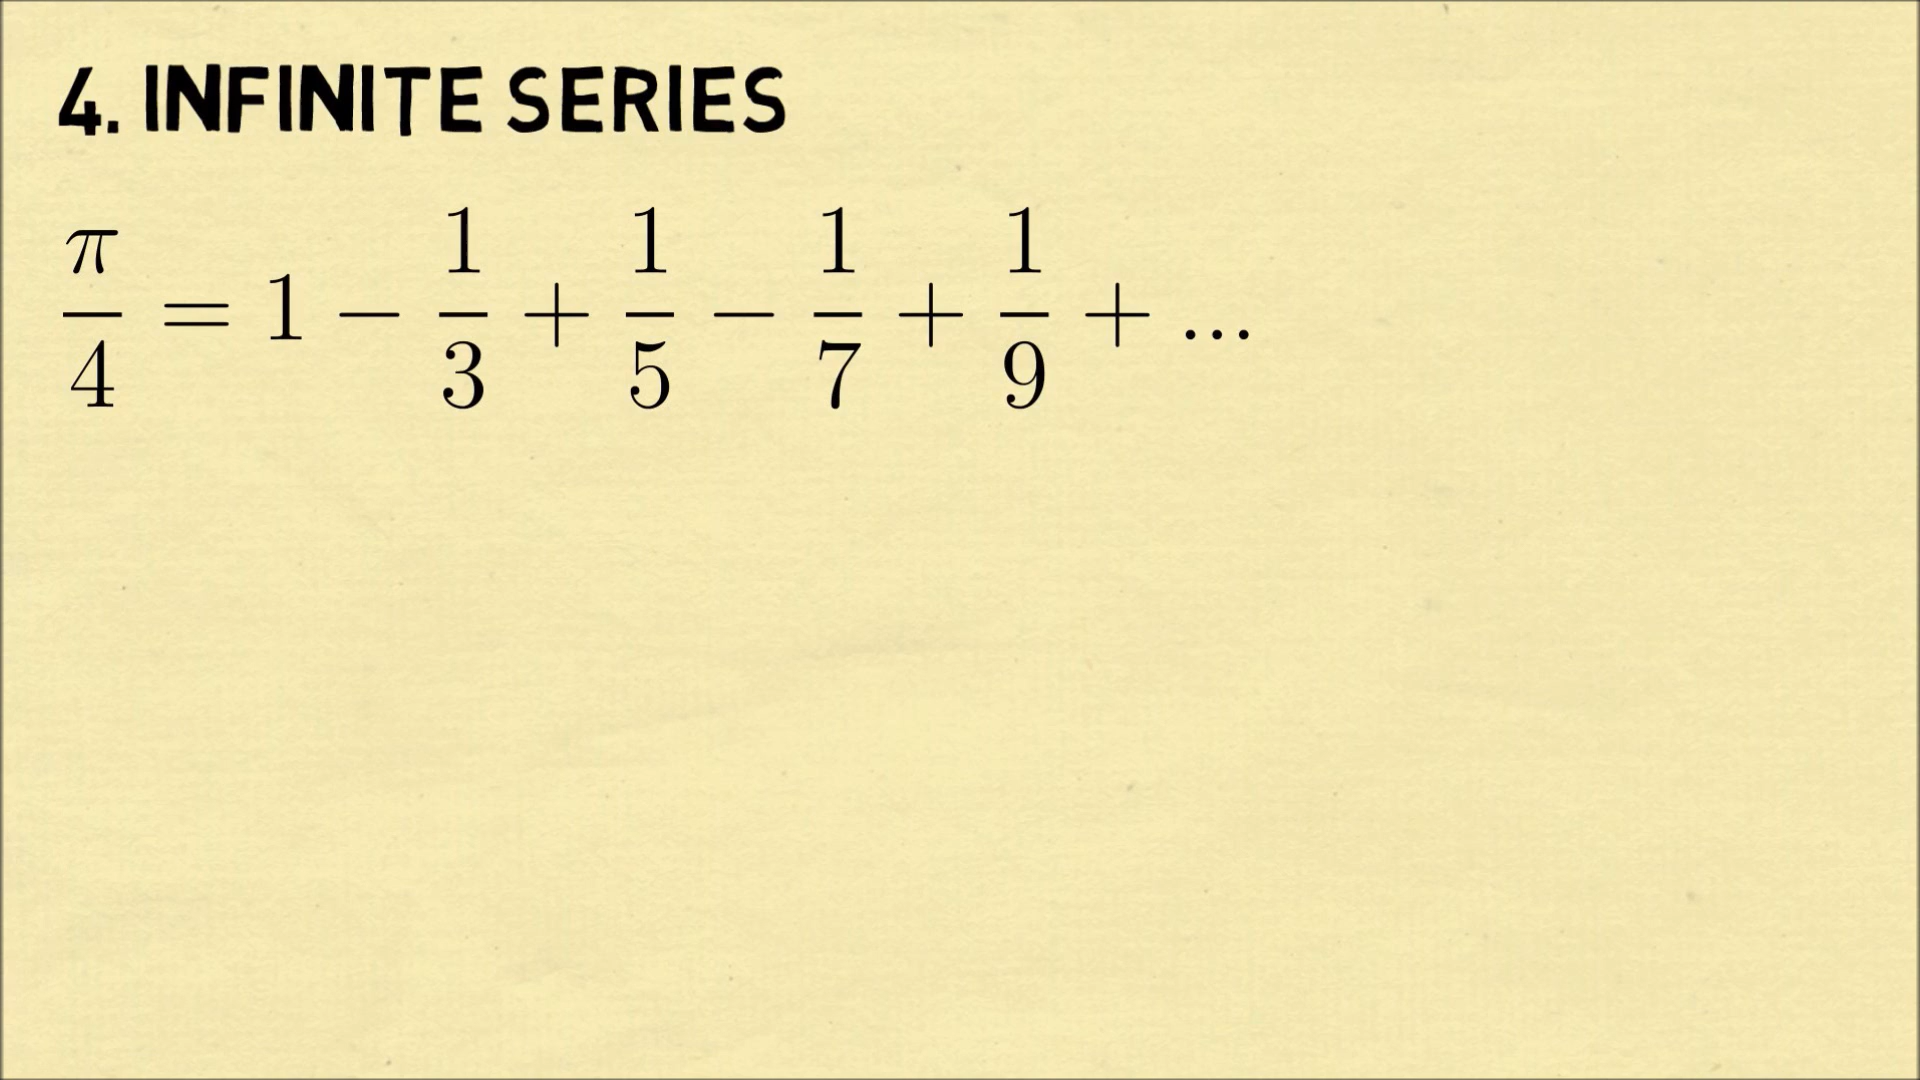 4. INFINITE SERIES
π/4 = 1 − 1/3 + 1/5 − 1/7 + 1/9 + ...